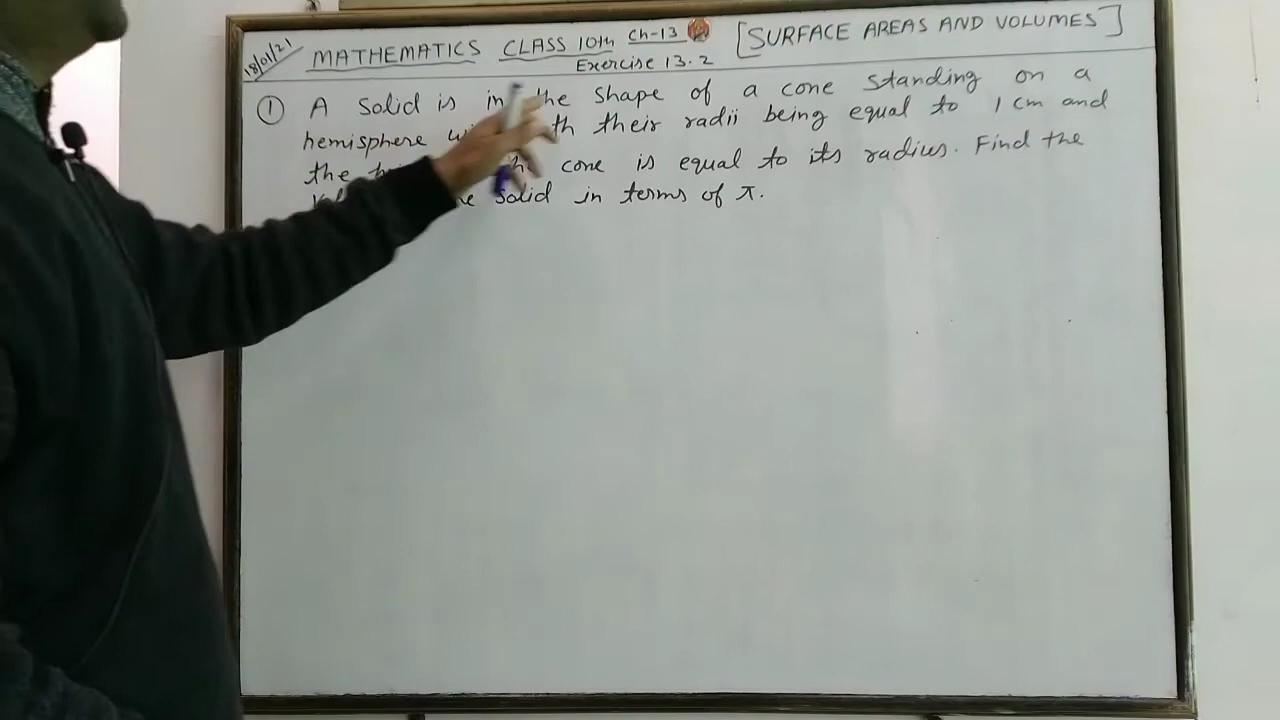 18/01/21 MATHEMATICS CLASS 10th Ch-13 [SURFACE AREAS AND VOLUMES]
Exercise 13.2
① A Solid is in the shape of a cone standing on a
hemisphere with their radii being equal to 1 cm and
the cone is equal to its radius. Find the
solid in terms of π.